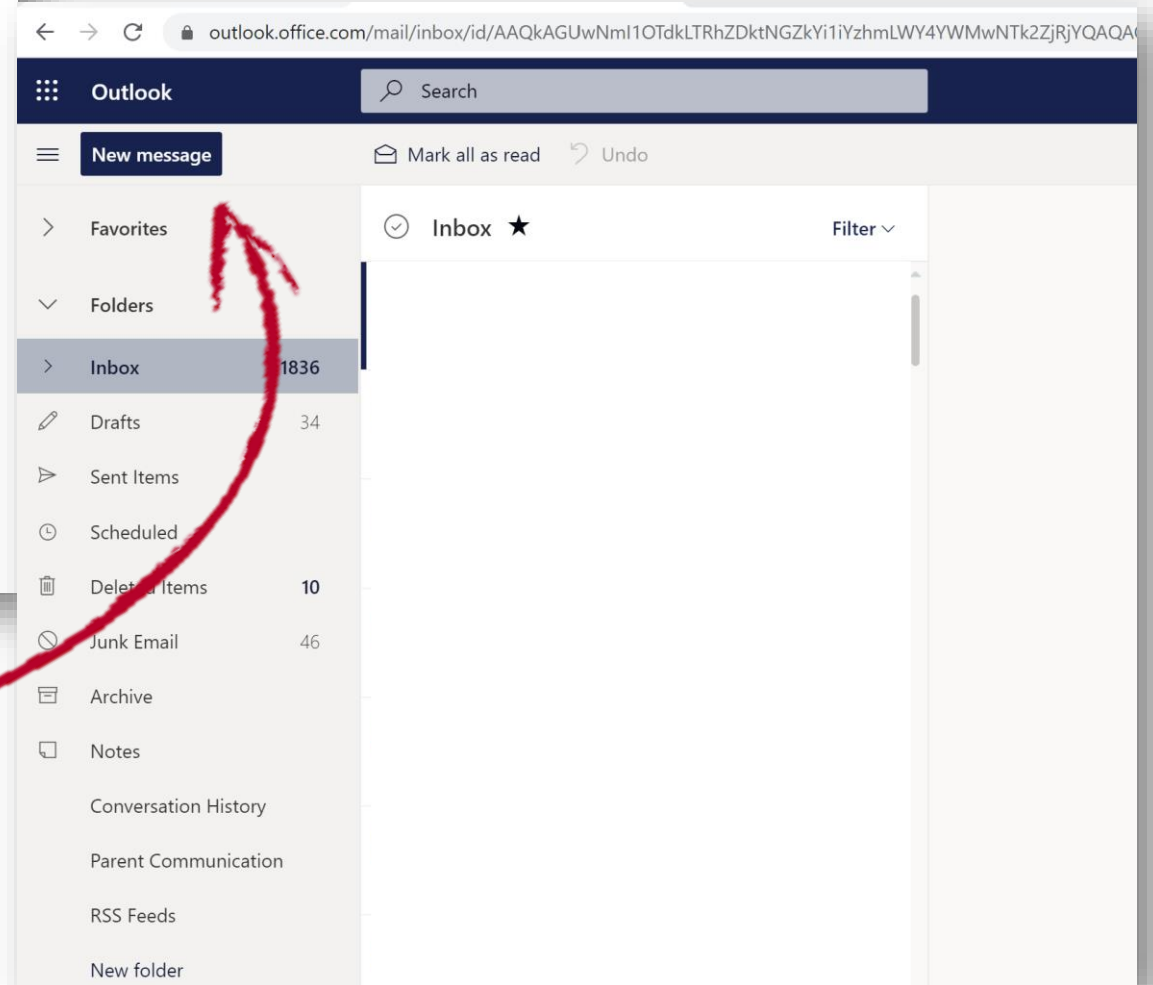 outlook.office.com/mail/inbox/id/AAQkAGUwNmI1OTdkLTRhZDktNGZkYi1iYzhmLWY4YWMwNTk2ZjRjYQAQA
Outlook Search
New message Mark all as read Undo
Favorites Inbox ★ Filter
Folders
Inbox 1836
Drafts 34
Sent Items
Scheduled
Deleted Items 10
Junk Email 46
Archive
Notes
Conversation History
Parent Communication
RSS Feeds
New folder